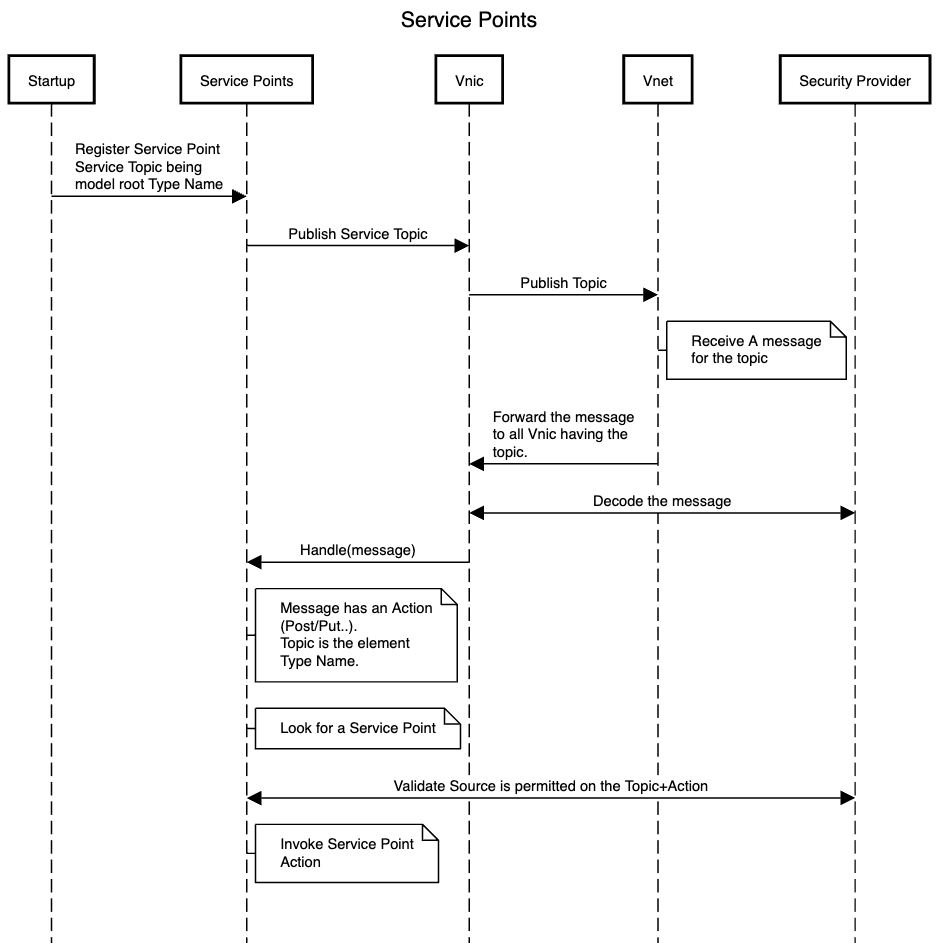 Service Points
Startup
Service Points
Vnic
Vnet
Security Provider
Register Service Point
Service Topic being
model root Type Name
Publish Service Topic
Publish Topic
Receive A message
for the topic
Forward the message
to all Vnic having the
topic.
Decode the message
Handle(message)
Message has an Action
(Post/Put..).
Topic is the element
Type Name.
Look for a Service Point
Validate Source is permitted on the Topic+Action
Invoke Service Point
Action